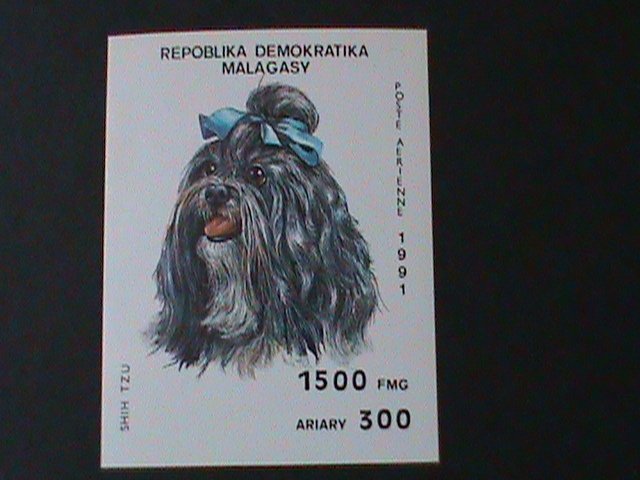 REPOBLIKA DEMOKRATIKA
MALAGASY
POSTE AERIENNE 1991
SHIH TZU
1500 FMG
ARIARY 300